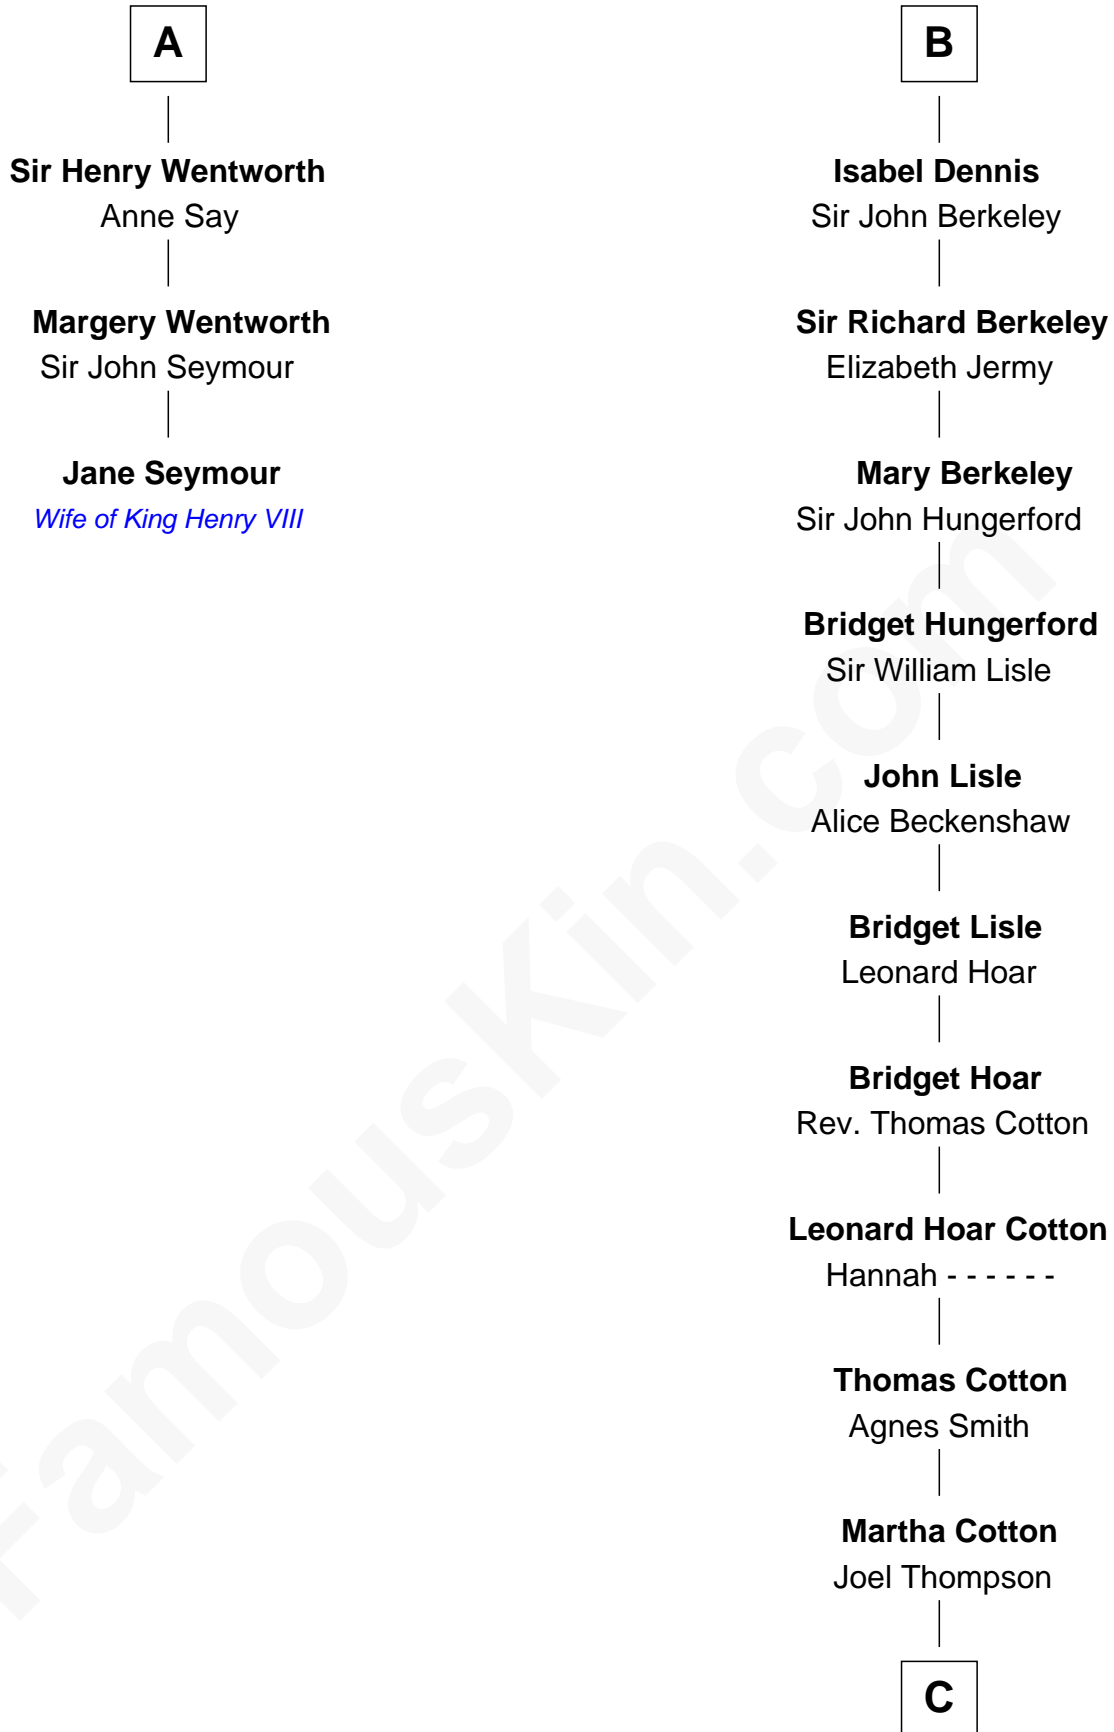 A
Sir Henry Wentworth
Anne Say
Margery Wentworth
Sir John Seymour
Jane Seymour
Wife of King Henry VIII
B
Isabel Dennis
Sir John Berkeley
Sir Richard Berkeley
Elizabeth Jermy
Mary Berkeley
Sir John Hungerford
Bridget Hungerford
Sir William Lisle
John Lisle
Alice Beckenshaw
Bridget Lisle
Leonard Hoar
Bridget Hoar
Rev. Thomas Cotton
Leonard Hoar Cotton
Hannah - - - - - -
Thomas Cotton
Agnes Smith
Martha Cotton
Joel Thompson
C
FamousKin.com